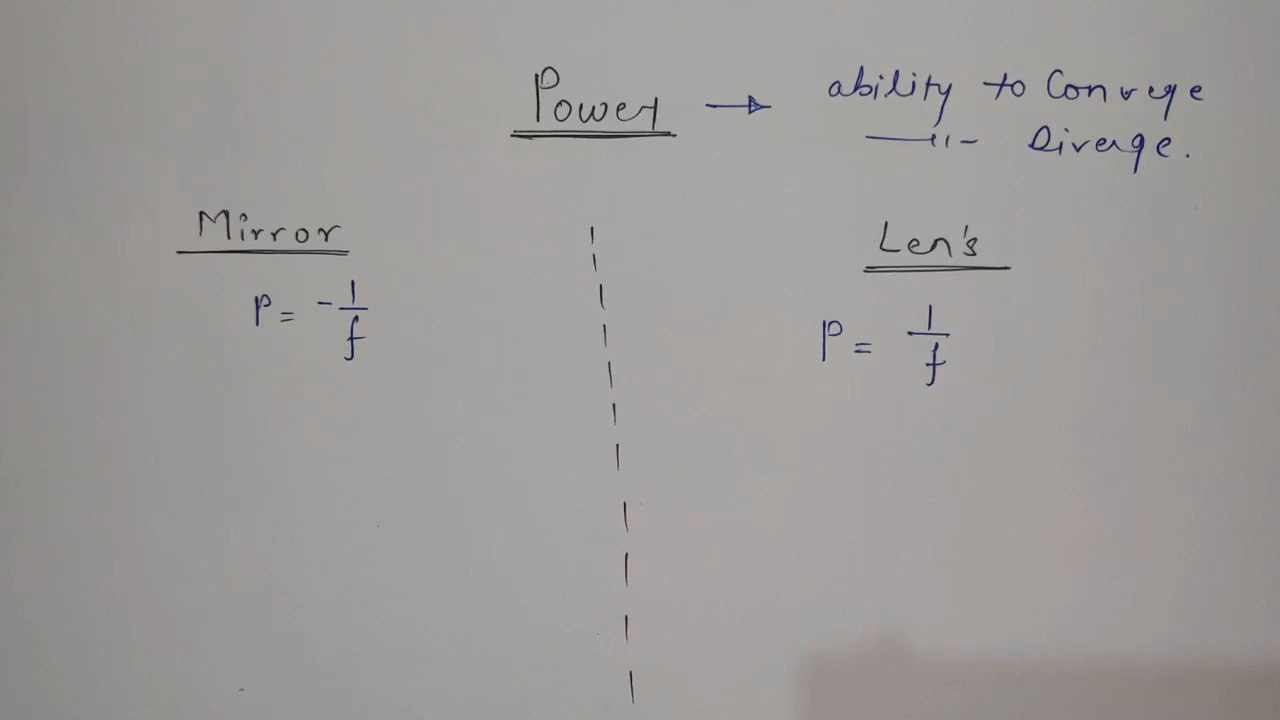 Power → ability to Converge
—"– Diverge.
Mirror
P = -1/f
Len's
P = 1/f